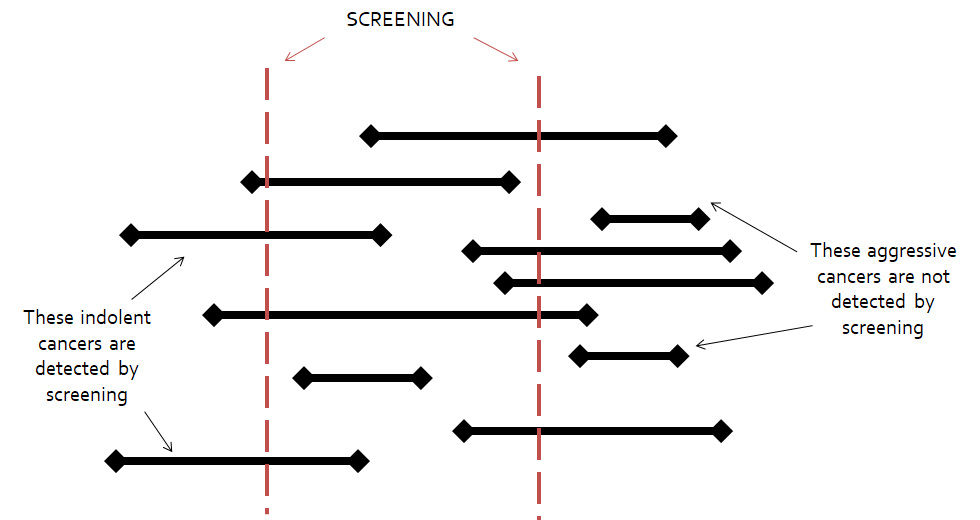 SCREENING
These indolent
cancers are
detected by
screening
These aggressive
cancers are not
detected by
screening